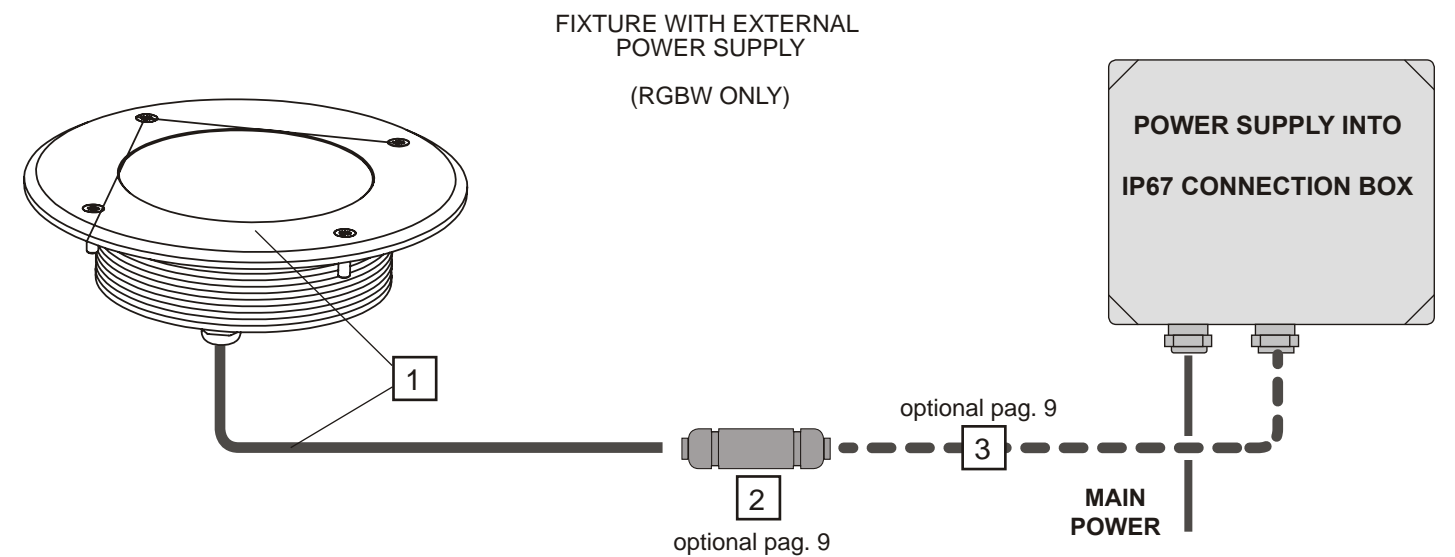 FIXTURE WITH EXTERNAL
POWER SUPPLY
(RGBW ONLY)
POWER SUPPLY INTO
IP67 CONNECTION BOX
1
optional pag. 9
3
2
optional pag. 9
MAIN
POWER